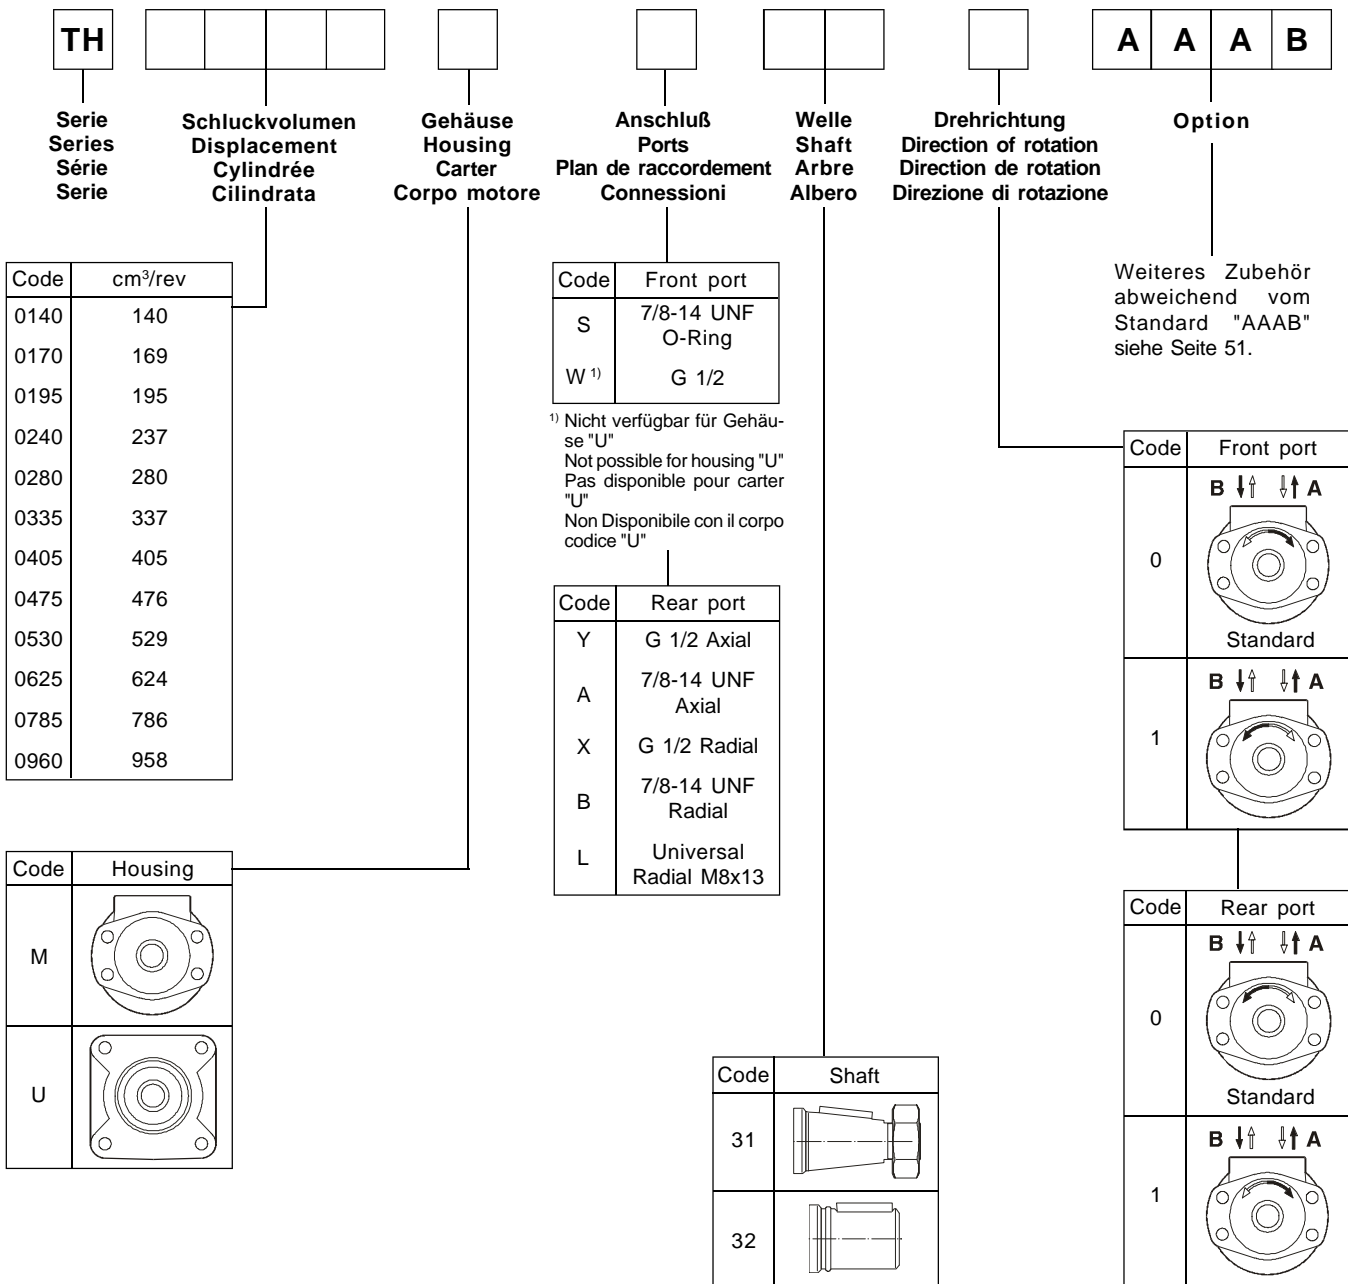 TH
A A A B
Serie
Series
Série
Serie
Schluckvolumen
Displacement
Cylindrée
Cilindrata
Gehäuse
Housing
Carter
Corpo motore
Anschluß
Ports
Plan de raccordement
Connessioni
Welle
Shaft
Arbre
Albero
Drehrichtung
Direction of rotation
Direction de rotation
Direzione di rotazione
Option
Code cm³/rev
0140 140
0170 169
0195 195
0240 237
0280 280
0335 337
0405 405
0475 476
0530 529
0625 624
0785 786
0960 958
Code Housing
M
U
Code Front port
S 7/8-14 UNF
O-Ring
W ¹⁾ G 1/2
¹⁾ Nicht verfügbar für Gehäu-
se "U"
Not possible for housing "U"
Pas disponible pour carter
"U"
Non Disponibile con il corpo
codice "U"
Code Rear port
Y G 1/2 Axial
A 7/8-14 UNF
Axial
X G 1/2 Radial
B 7/8-14 UNF
Radial
L Universal
Radial M8x13
Code Shaft
31
32
Weiteres Zubehör
abweichend vom
Standard "AAAB"
siehe Seite 51.
Code Front port
B A
0
Standard
B A
1
Code Rear port
B A
0
Standard
B A
1